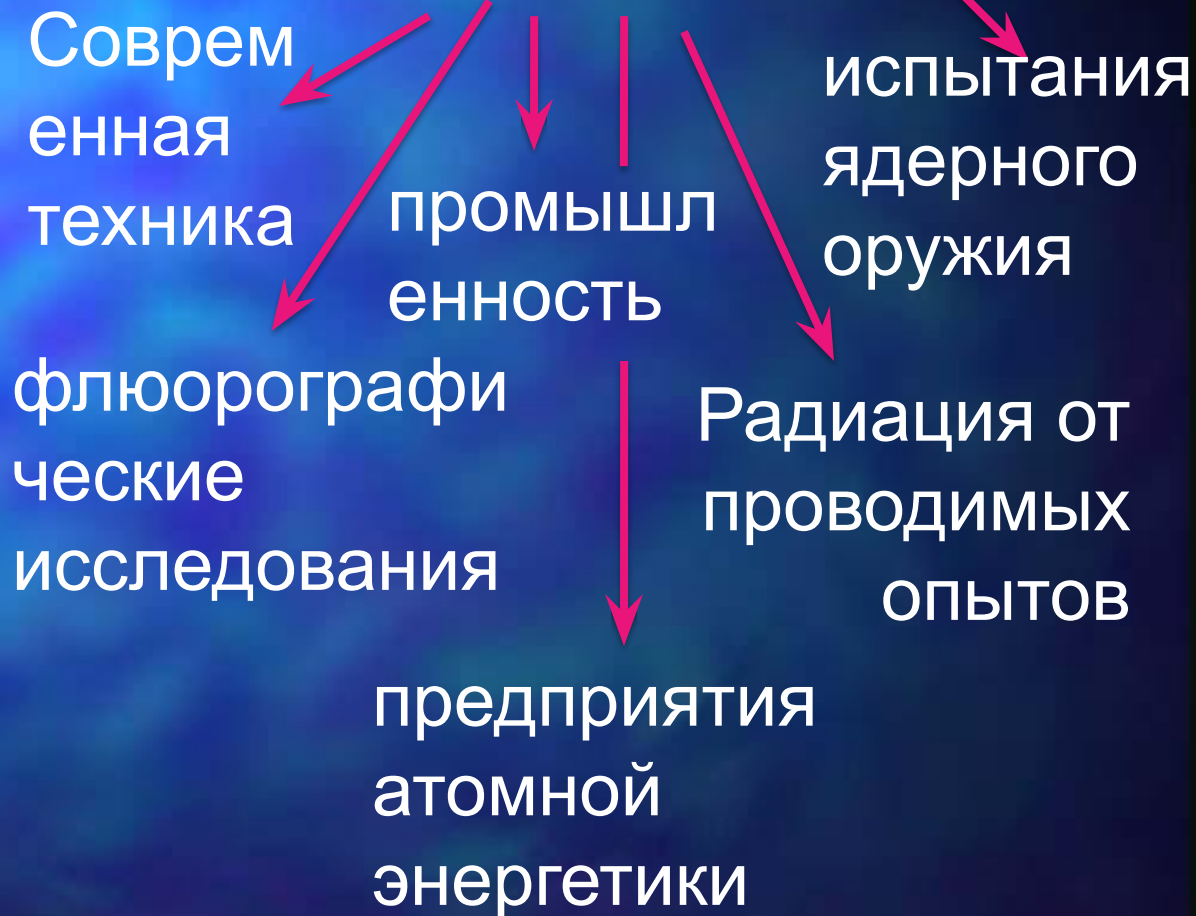 Соврем
енная
техника
промышл
енность
испытания
ядерного
оружия
флюорографи
ческие
исследования
Радиация от
проводимых
опытов
предприятия
атомной
энергетики